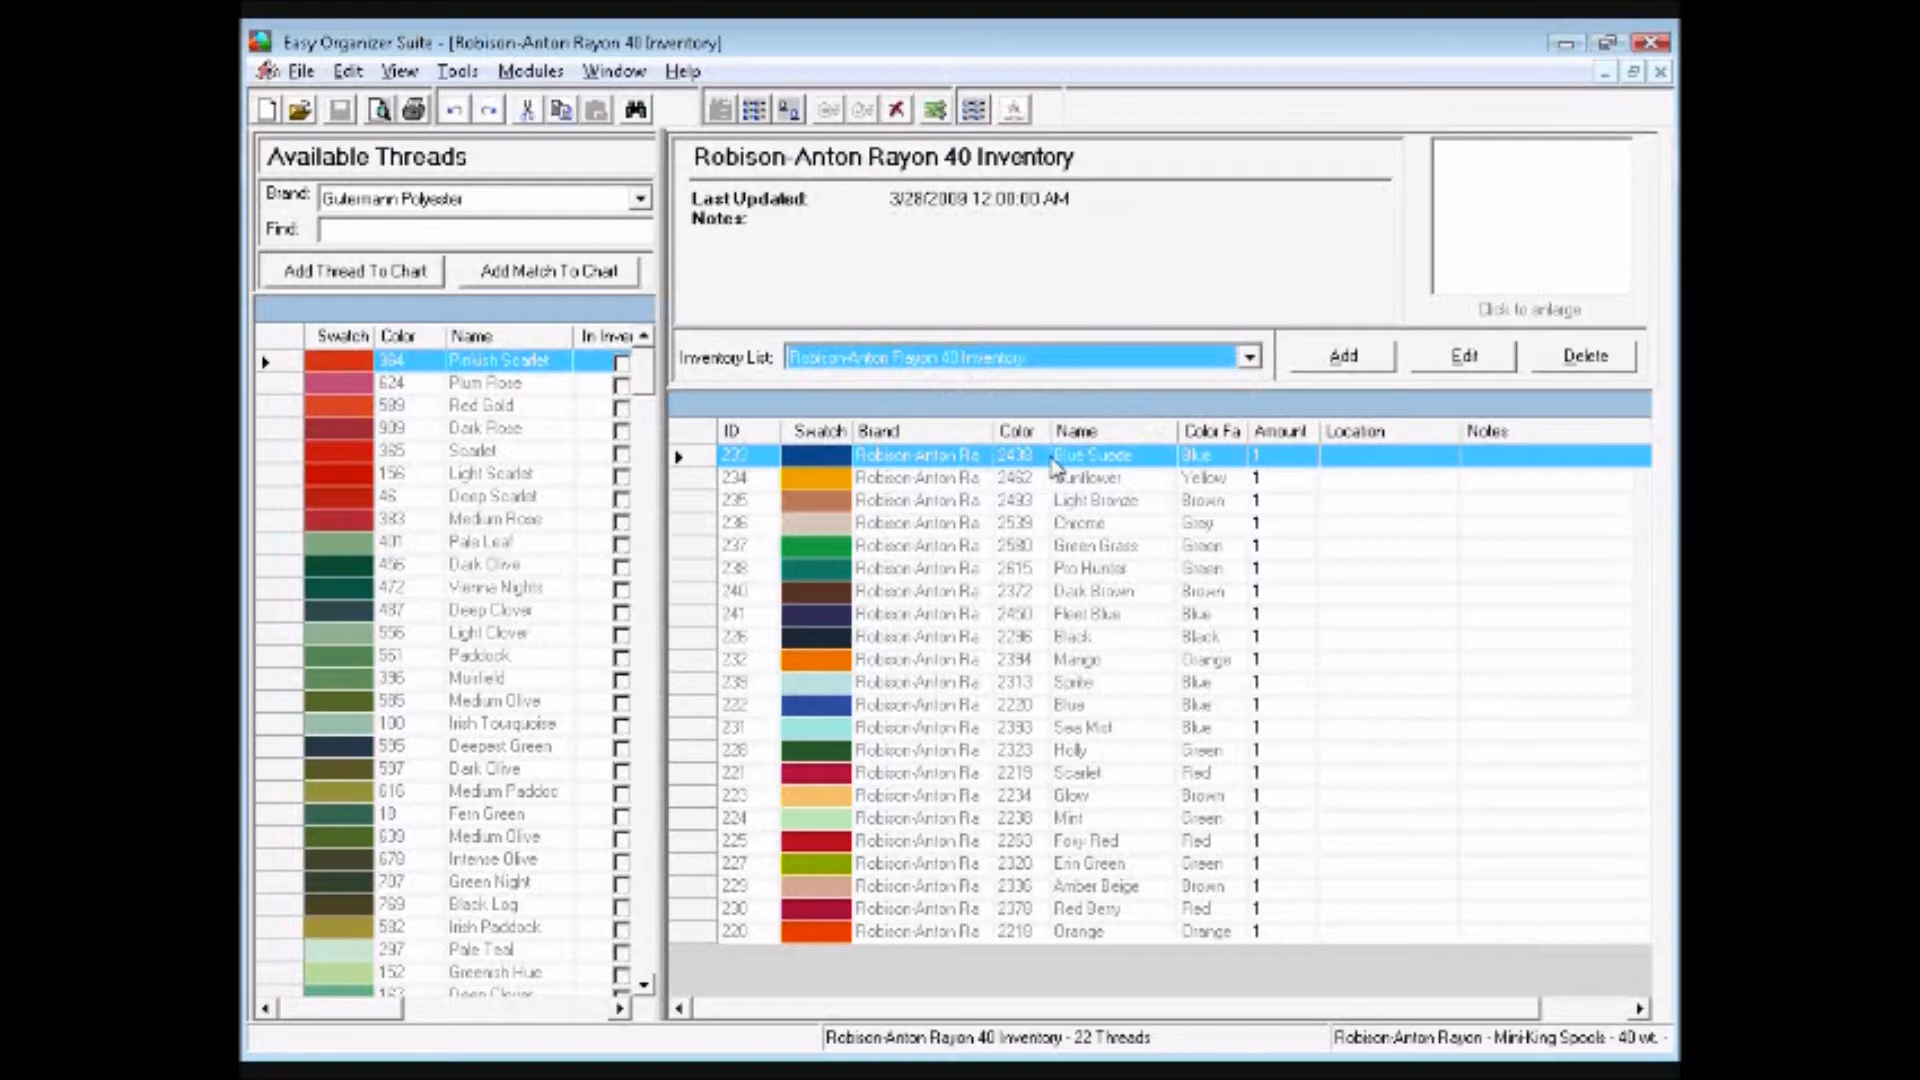 Easy Organizer Suite - [Robison-Anton Rayon 40 Inventory]
File Edit View Tools Modules Window Help
Available Threads
Brand: Gutermann Polyester
Find:
Add Thread To Chart Add Match To Chart
Swatch Color Name In Inver
364 Pinkish Scarlet
624 Plum Rose
589 Red Gold
909 Dark Rose
365 Scarlet
156 Light Scarlet
46 Deep Scarlet
383 Medium Rose
401 Pale Leaf
456 Dark Olive
472 Vienna Nights
487 Deep Clover
556 Light Clover
561 Paddock
396 Muirfield
585 Medium Olive
100 Irish Tourquoise
595 Deepest Green
597 Dark Olive
616 Medium Paddoc
18 Fern Green
639 Medium Olive
678 Intense Olive
707 Green Night
769 Black Log
582 Irish Paddock
297 Pale Teal
152 Greenish Hue
Deep Clover
Robison-Anton Rayon 40 Inventory
Last Updated: 3/28/2009 12:00:00 AM
Notes:
Click to enlarge
Inventory List: Robison-Anton Rayon 40 Inventory Add Edit Delete
ID Swatch Brand Color Name Color Fa Amount Location Notes
233 Robison-Anton Ra 2438 Blue Suede Blue 1
234 Robison-Anton Ra 2462 Sunflower Yellow 1
235 Robison-Anton Ra 2493 Light Bronze Brown 1
236 Robison-Anton Ra 2539 Chrome Grey 1
237 Robison-Anton Ra 2580 Green Grass Green 1
238 Robison-Anton Ra 2615 Pro Hunter Green 1
240 Robison-Anton Ra 2372 Dark Brown Brown 1
241 Robison-Anton Ra 2450 Fleet Blue Blue 1
226 Robison-Anton Ra 2296 Black Black 1
232 Robison-Anton Ra 2394 Mango Orange 1
239 Robison-Anton Ra 2313 Sprite Blue 1
222 Robison-Anton Ra 2220 Blue Blue 1
231 Robison-Anton Ra 2393 Sea Mist Blue 1
228 Robison-Anton Ra 2323 Holly Green 1
221 Robison-Anton Ra 2219 Scarlet Red 1
223 Robison-Anton Ra 2234 Glow Brown 1
224 Robison-Anton Ra 2238 Mint Green 1
225 Robison-Anton Ra 2263 Foxy Red Red 1
227 Robison-Anton Ra 2320 Erin Green Green 1
229 Robison-Anton Ra 2336 Amber Beige Brown 1
230 Robison-Anton Ra 2378 Red Berry Red 1
220 Robison-Anton Ra 2218 Orange Orange 1
Robison-Anton Rayon 40 Inventory - 22 Threads Robison-Anton Rayon - Mini-King Spools - 40 wt. -